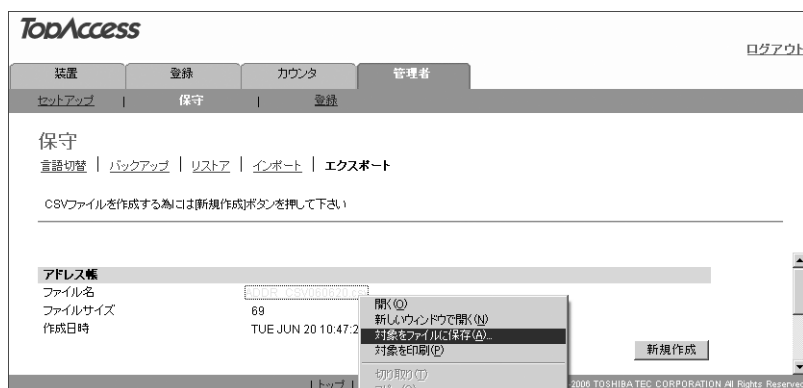 TopAccess
ログアウト
装置 登録 カウンタ 管理者
セットアップ | 保守 | 登録
保守
言語切替 | バックアップ | リストア | インポート | エクスポート
CSVファイルを作成する為には[新規作成]ボタンを押して下さい
アドレス帳
ファイル名
ファイルサイズ 69
作成日時 TUE JUN 20 10:47:2
開く(O)
新しいウィンドウで開く(N)
対象をファイルに保存(A)...
対象を印刷(P)
切り取り(T)
新規作成
トップ |
2006 TOSHIBA TEC CORPORATION All Rights Reserved